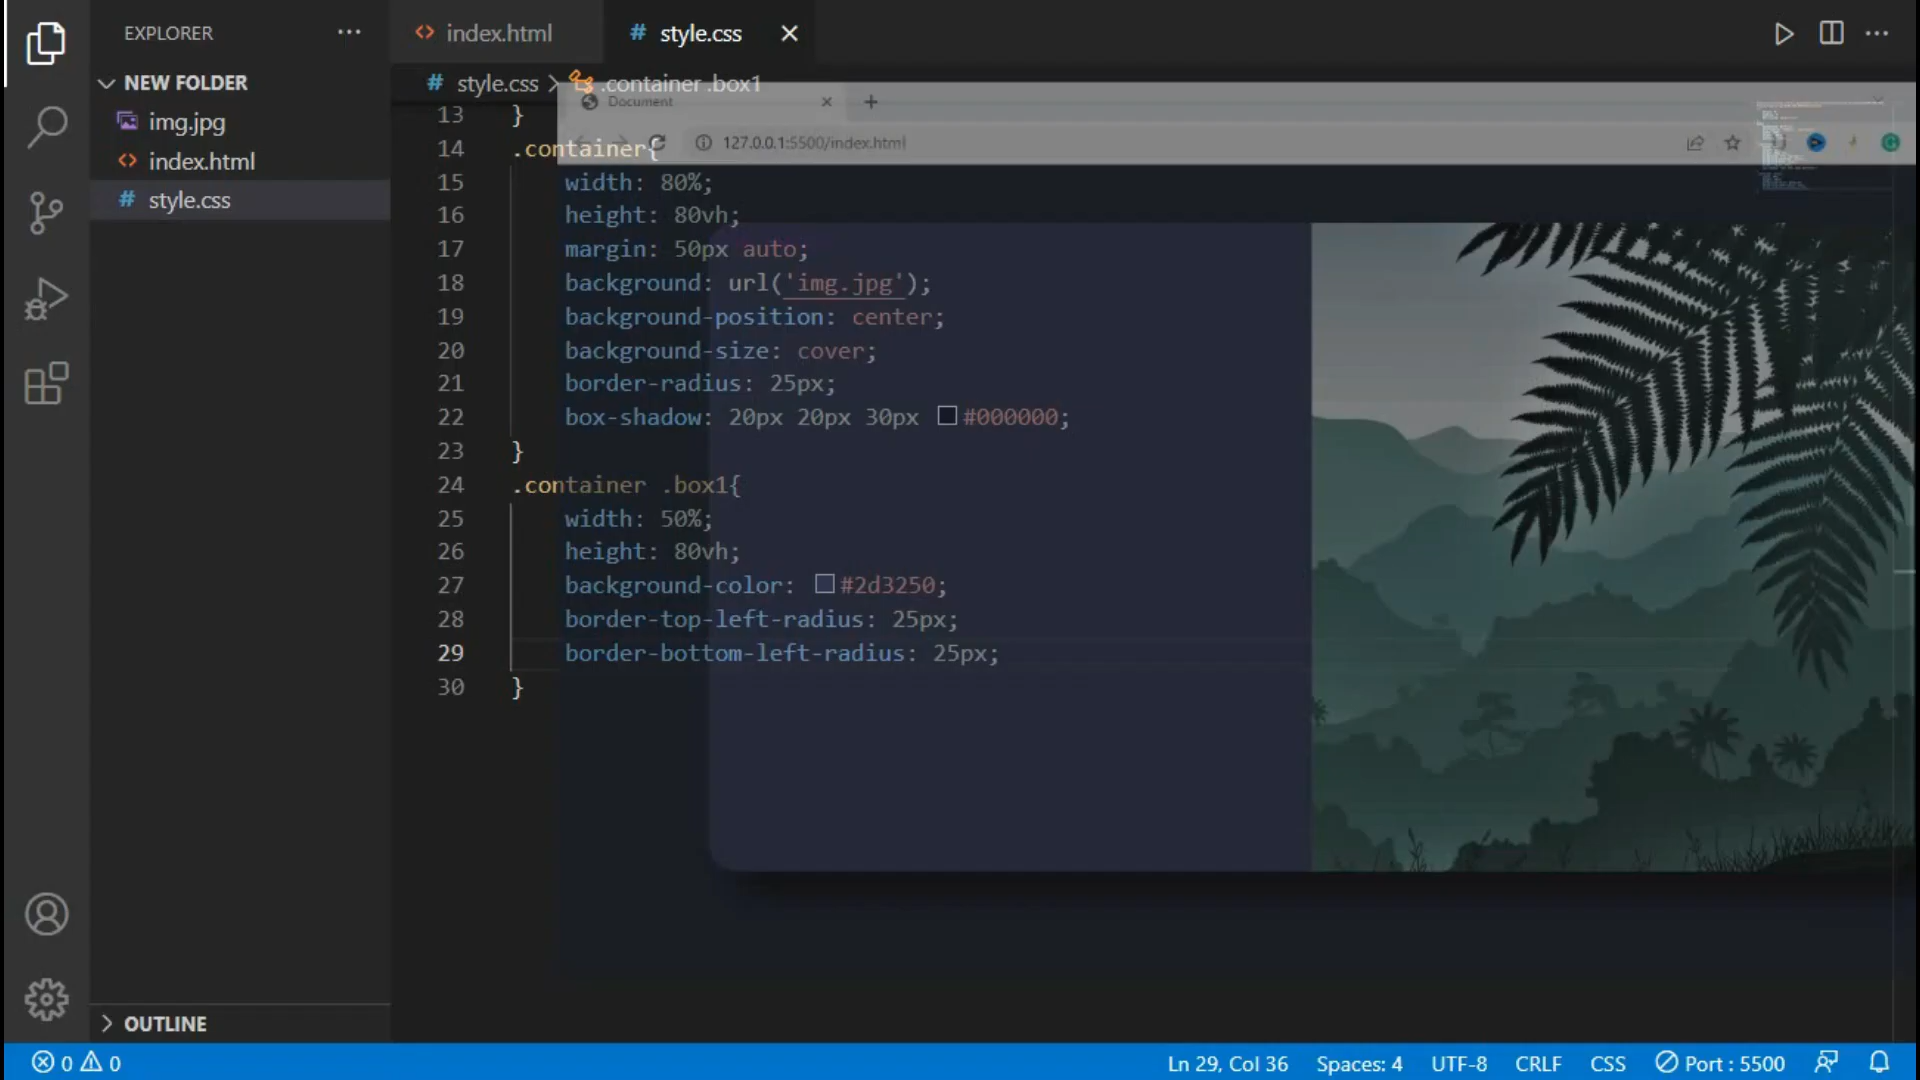 EXPLORER
NEW FOLDER
img.jpg
index.html
style.css
OUTLINE
index.html
style.css
style.css > .container .box1
Document
127.0.0.1:5500/index.html
13 }
14 .container{
15 width: 80%;
16 height: 80vh;
17 margin: 50px auto;
18 background: url('img.jpg');
19 background-position: center;
20 background-size: cover;
21 border-radius: 25px;
22 box-shadow: 20px 20px 30px #000000;
23 }
24 .container .box1{
25 width: 50%;
26 height: 80vh;
27 background-color: #2d3250;
28 border-top-left-radius: 25px;
29 border-bottom-left-radius: 25px;
30 }
0 0
Ln 29, Col 36 Spaces: 4 UTF-8 CRLF CSS Port : 5500